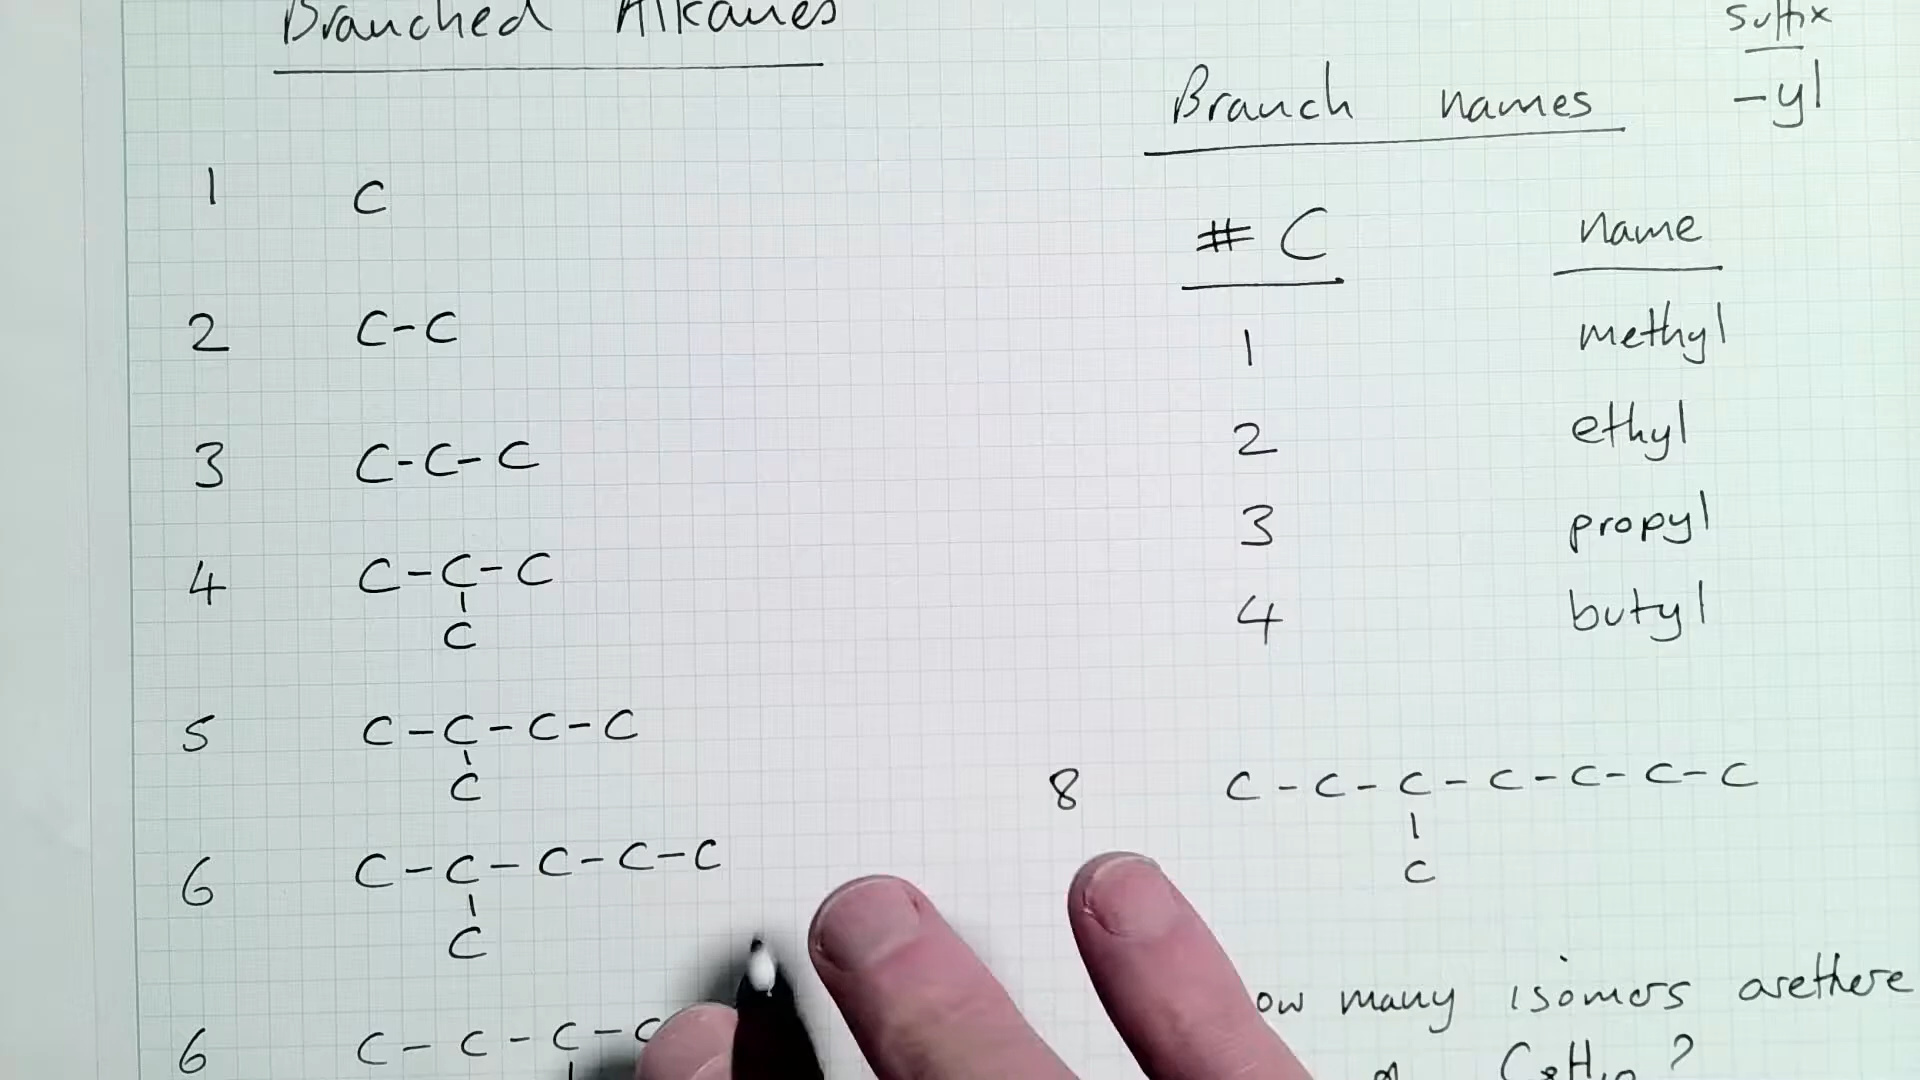 Branched Alkanes
suffix
Branch names -yl
1 C
# C name
2 C-C
1 methyl
2 ethyl
3 C-C-C
3 propyl
4 C-C-C
C
4 butyl
5 C-C-C-C
C
8 C-C-C-C-C-C-C
C
6 C-C-C-C-C
C
ow many isomers are there
6 C-C-C-C